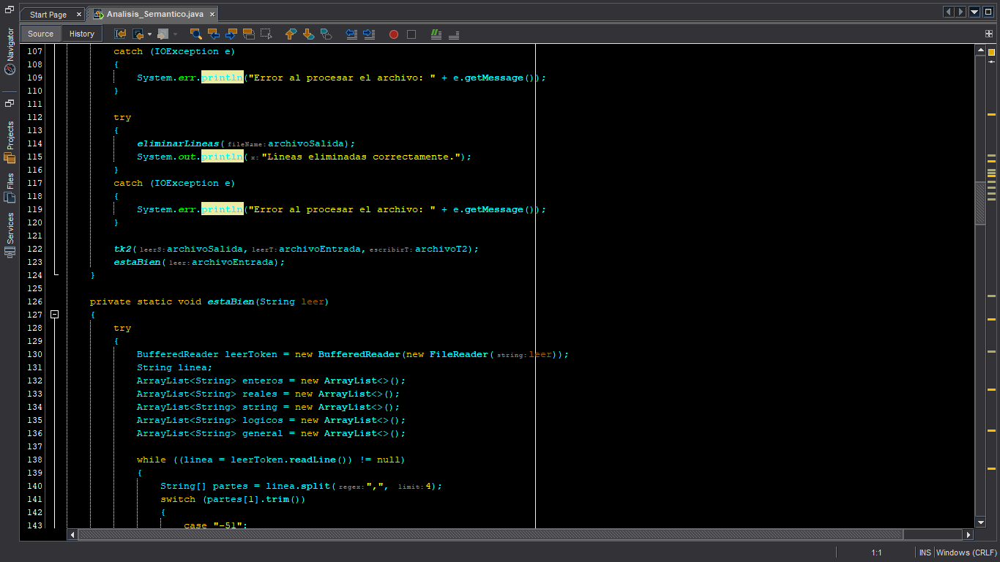 Start Page ×
Analisis_Semantico.java ×
Source History
Navigator
Projects
Files
Services
107 catch (IOException e)
108 {
109 System.err.println("Error al procesar el archivo: " + e.getMessage());
110 }
111
112 try
113 {
114 eliminarLineas( fileName: archivoSalida);
115 System.out.println( x: "Líneas eliminadas correctamente.");
116 }
117 catch (IOException e)
118 {
119 System.err.println("Error al procesar el archivo: " + e.getMessage());
120 }
121
122 tk2( leerS: archivoSalida, leerT: archivoEntrada, escribirT: archivoT2);
123 estaBien( leer: archivoEntrada);
124 }
125
126 private static void estaBien(String leer)
127 {
128 try
129 {
130 BufferedReader leerToken = new BufferedReader(new FileReader( string: leer));
131 String linea;
132 ArrayList<String> enteros = new ArrayList<>();
133 ArrayList<String> reales = new ArrayList<>();
134 ArrayList<String> string = new ArrayList<>();
135 ArrayList<String> logicos = new ArrayList<>();
136 ArrayList<String> general = new ArrayList<>();
137
138 while ((linea = leerToken.readLine()) != null)
139 {
140 String[] partes = linea.split( regex: ",", limit: 4);
141 switch (partes[1].trim())
142 {
143 case "-51":
1:1 INS Windows (CRLF)